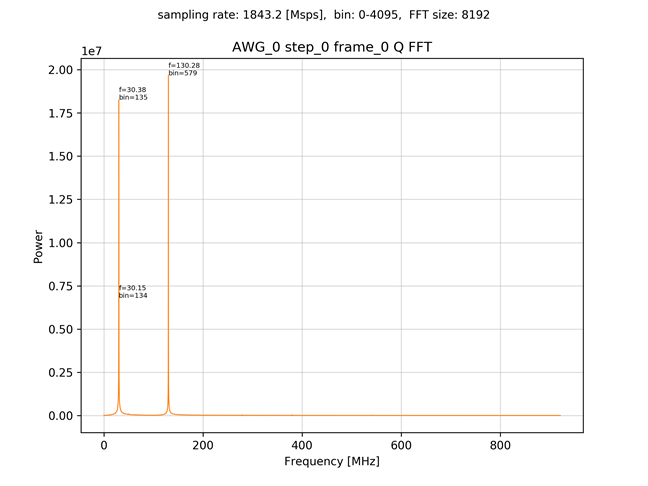 sampling rate: 1843.2 [Msps],  bin: 0-4095,  FFT size: 8192
AWG_0 step_0 frame_0 Q FFT
1e7
f=130.28
bin=579
f=30.38
bin=135
f=30.15
bin=134
2.00
1.75
1.50
1.25
1.00
0.75
0.50
0.25
0.00
Power
0
200
400
600
800
Frequency [MHz]